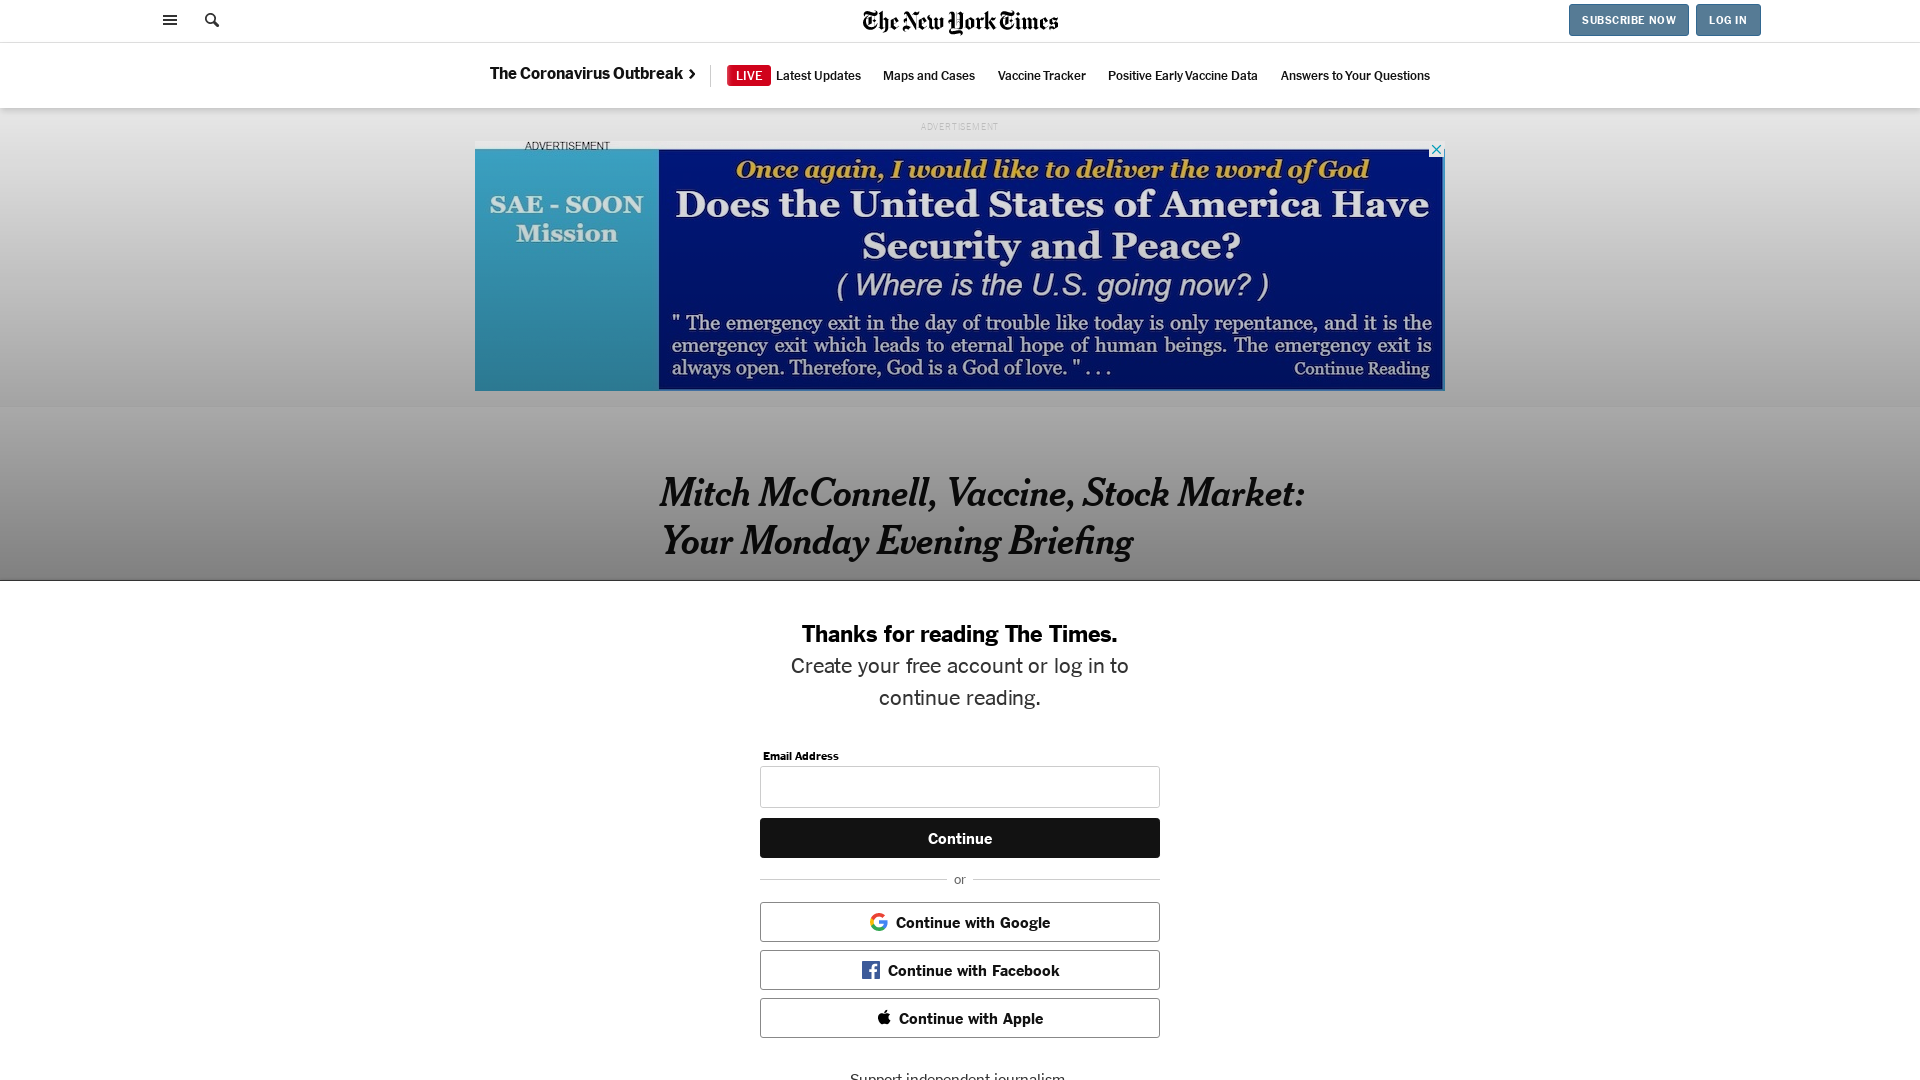 The New York Times
SUBSCRIBE NOW
LOG IN
The Coronavirus Outbreak
LIVE Latest Updates
Maps and Cases
Vaccine Tracker
Positive Early Vaccine Data
Answers to Your Questions
ADVERTISEMENT
ADVERTISEMENT
SAE - SOON
Mission
Once again, I would like to deliver the word of God
Does the United States of America Have
Security and Peace?
( Where is the U.S. going now? )
" The emergency exit in the day of trouble like today is only repentance, and it is the
emergency exit which leads to eternal hope of human beings. The emergency exit is
always open. Therefore, God is a God of love. " . . .
Continue Reading
Mitch McConnell, Vaccine, Stock Market:
Your Monday Evening Briefing
Thanks for reading The Times.
Create your free account or log in to
continue reading.
Email Address
Continue
or
Continue with Google
Continue with Facebook
Continue with Apple
Support independent journalism.